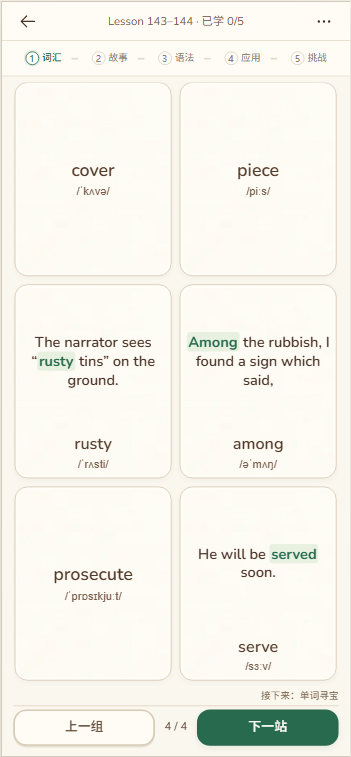 Lesson 143–144 · 已学 0/5
1 词汇 – 2 故事 – 3 语法 – 4 应用 – 5 挑战
cover
/ˈkʌvə/
piece
/piːs/
The narrator sees
“rusty tins” on the
ground.
rusty
/ˈrʌsti/
Among the rubbish, I
found a sign which
said,
among
/əˈmʌŋ/
prosecute
/ˈprɒsɪkjuːt/
He will be served
soon.
serve
/sɜːv/
接下来：单词寻宝
上一组
4 / 4
下一站